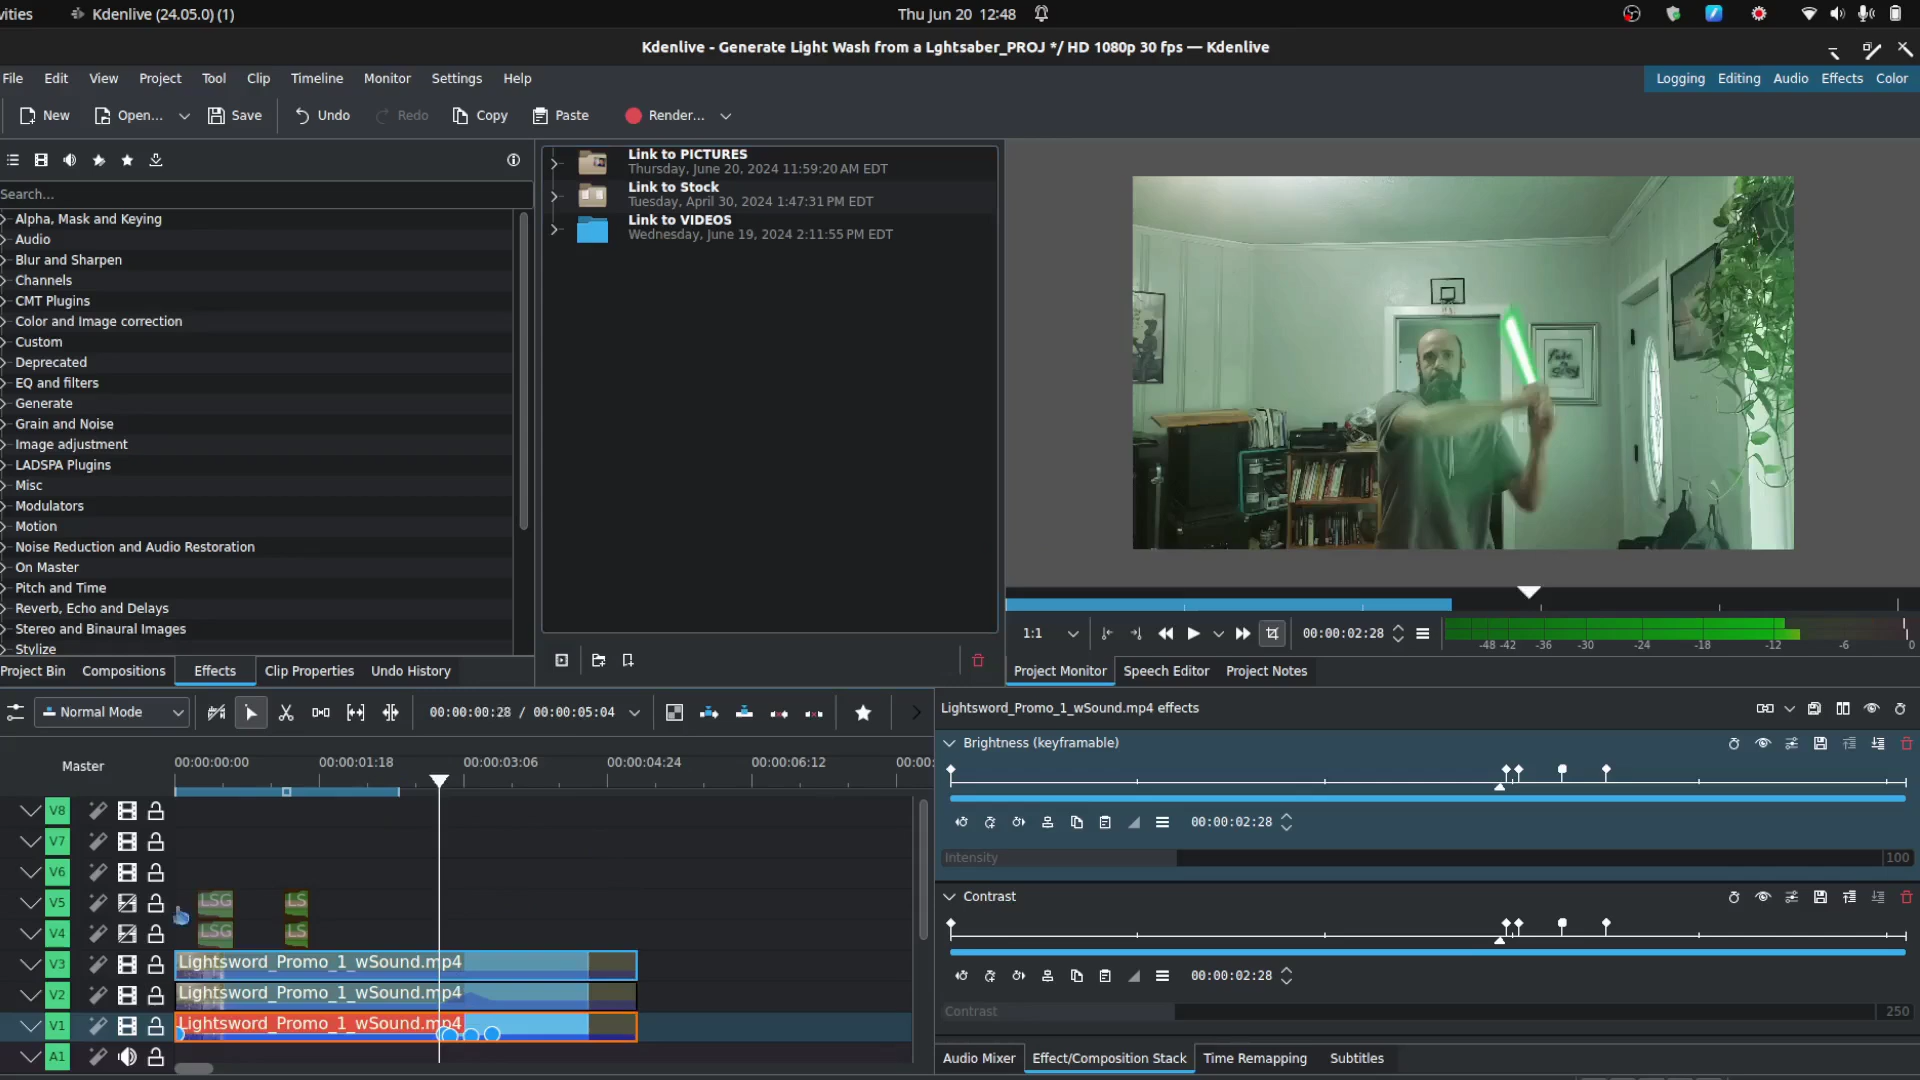 vities
Kdenlive (24.05.0) (1)
Thu Jun 20 12:48
Kdenlive - Generate Light Wash from a Lghtsaber_PROJ */ HD 1080p 30 fps — Kdenlive
File Edit View Project Tool Clip Timeline Monitor Settings Help
Logging Editing Audio Effects Color
New Open... Save Undo Redo Copy Paste Render...
Search...
Alpha, Mask and Keying
Audio
Blur and Sharpen
Channels
CMT Plugins
Color and Image correction
Custom
Deprecated
EQ and filters
Generate
Grain and Noise
Image adjustment
LADSPA Plugins
Misc
Modulators
Motion
Noise Reduction and Audio Restoration
On Master
Pitch and Time
Reverb, Echo and Delays
Stereo and Binaural Images
Stylize
Project Bin Compositions Effects Clip Properties Undo History
Link to PICTURES
Thursday, June 20, 2024 11:59:20 AM EDT
Link to Stock
Tuesday, April 30, 2024 1:47:31 PM EDT
Link to VIDEOS
Wednesday, June 19, 2024 2:11:55 PM EDT
1:1
00:00:02:28
-48 -42 -36 -30 -24 -18 -12 -6 0
Project Monitor Speech Editor Project Notes
Normal Mode
00:00:00:28 / 00:00:05:04
Master
00:00:00:00 00:00:01:18 00:00:03:06 00:00:04:24 00:00:06:12 00:00:
V8
V7
V6
V5 LSG LS
V4 LSG LS
V3 Lightsword_Promo_1_wSound.mp4
V2 Lightsword_Promo_1_wSound.mp4
V1 Lightsword_Promo_1_wSound.mp4
A1
Lightsword_Promo_1_wSound.mp4 effects
Brightness (keyframable)
00:00:02:28
Intensity 100
Contrast
00:00:02:28
Contrast 250
Audio Mixer Effect/Composition Stack Time Remapping Subtitles